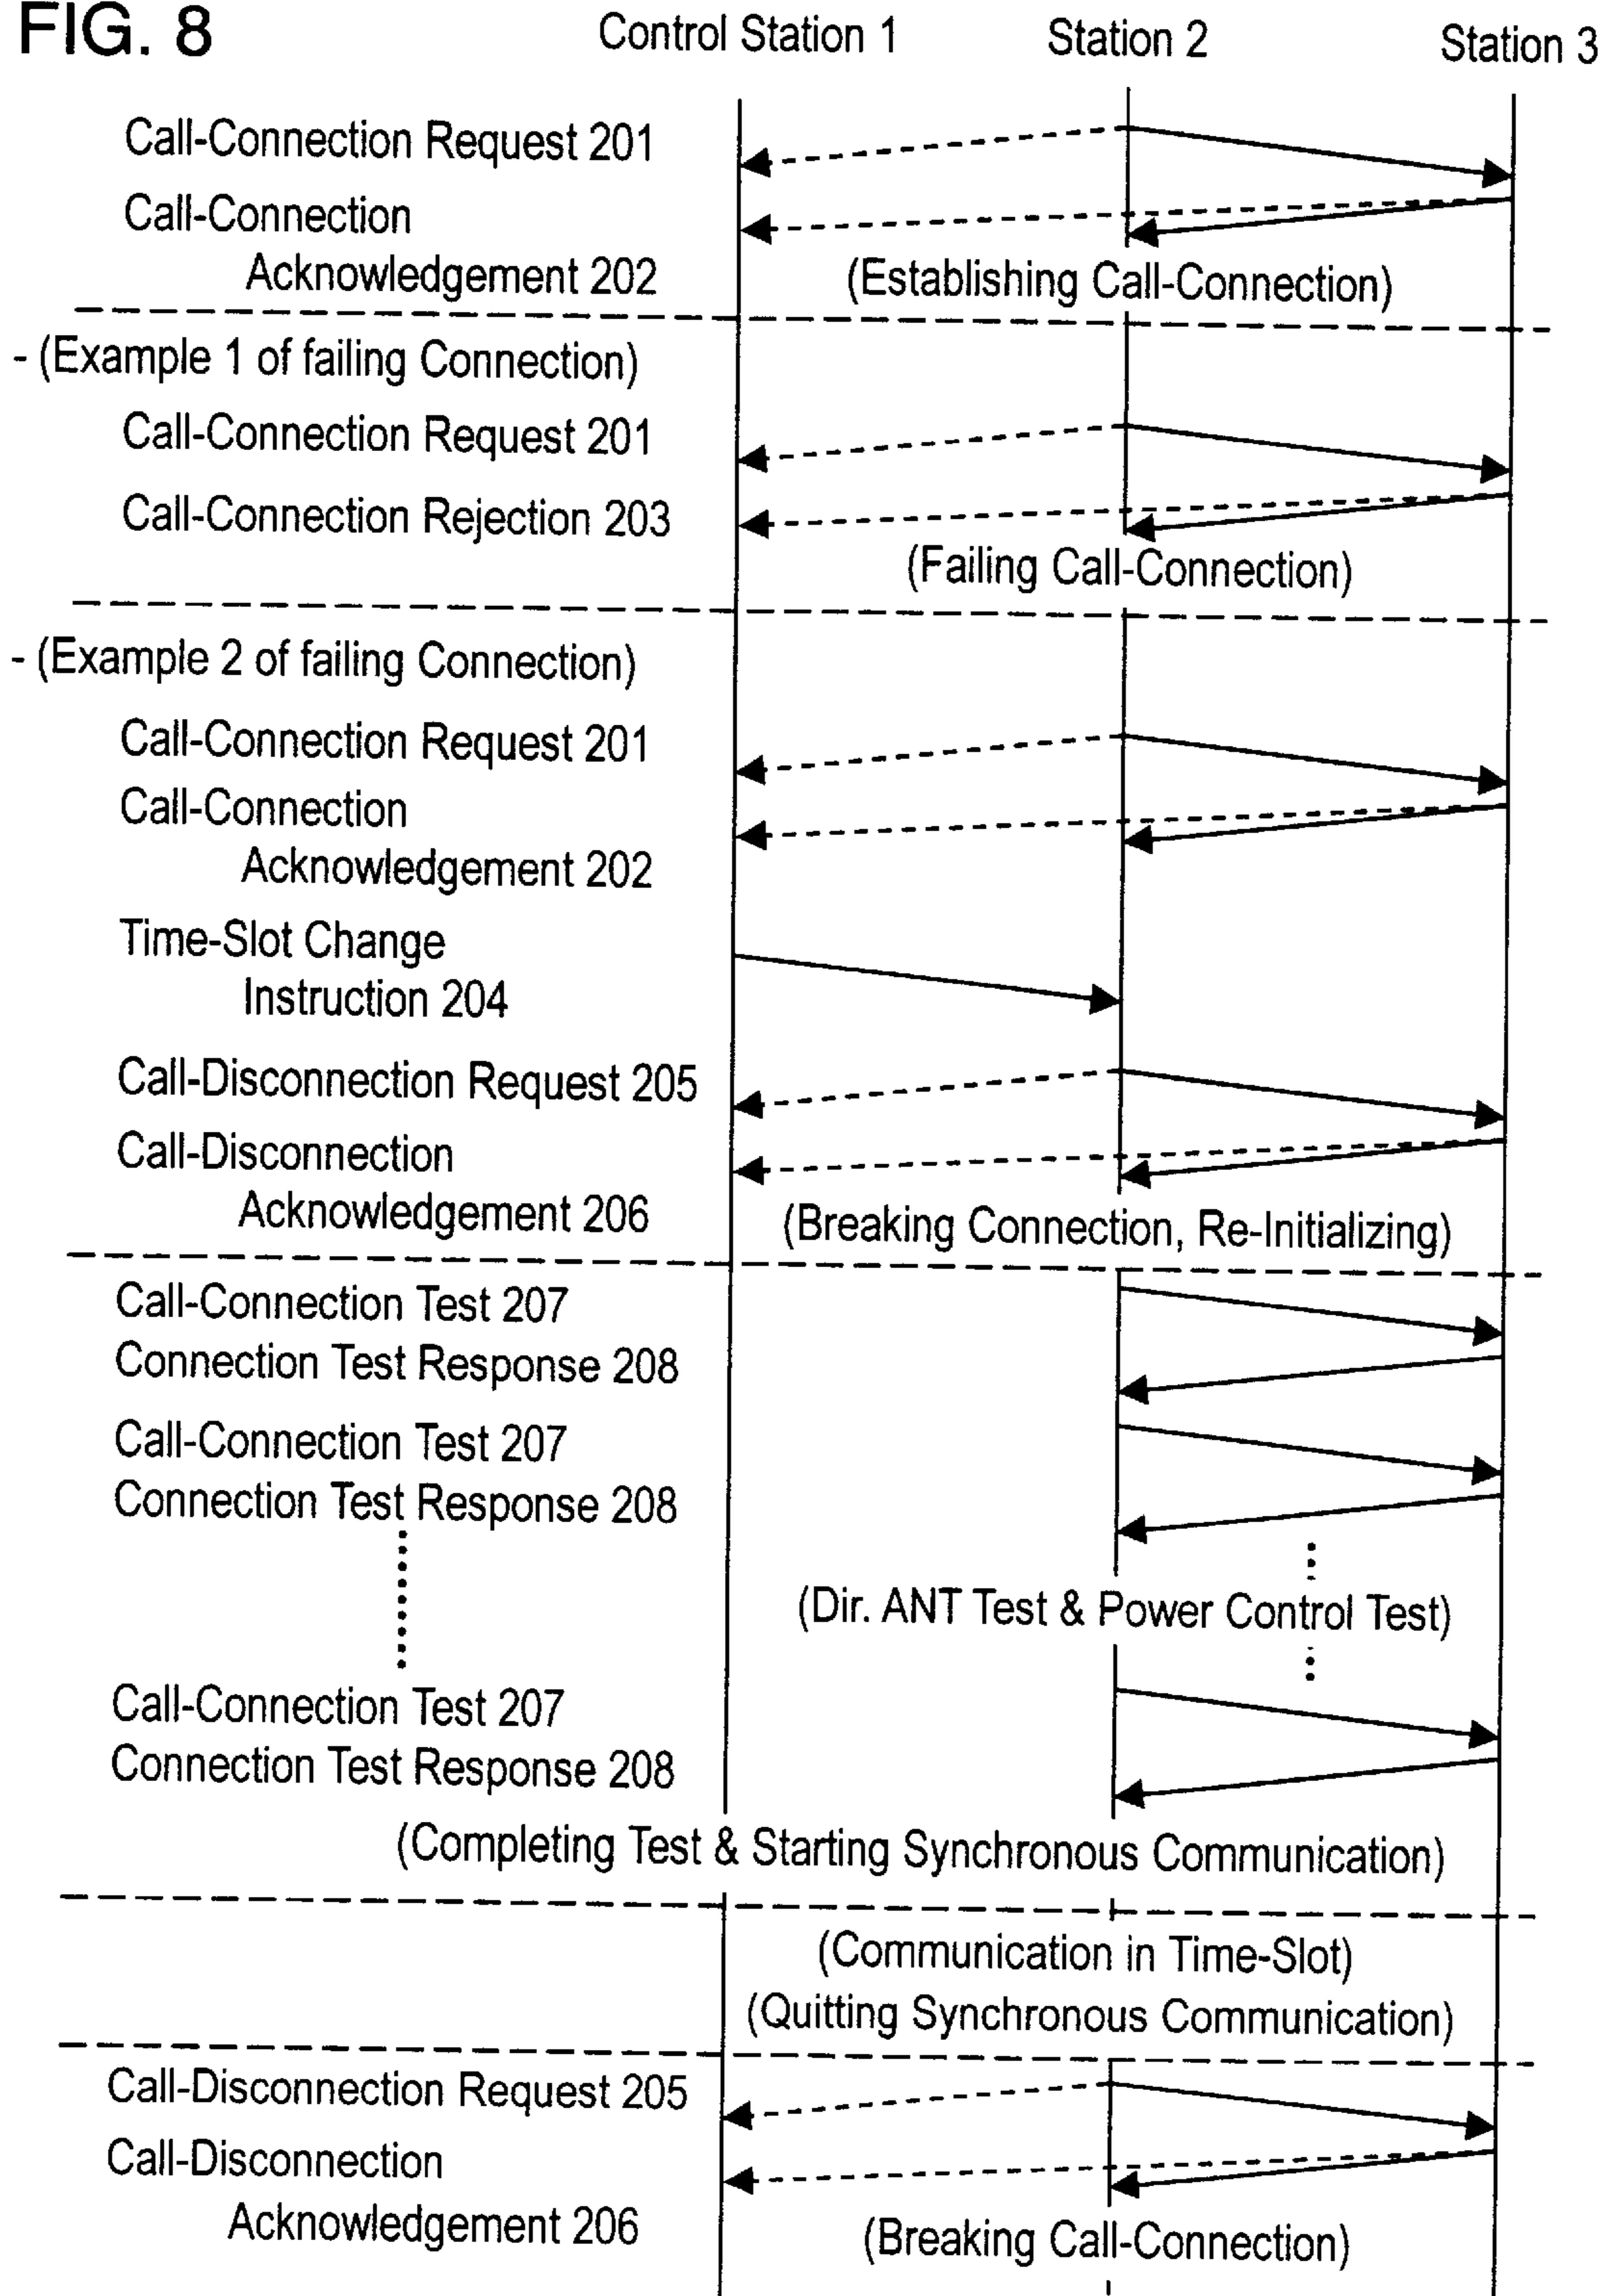 FIG. 8
Control Station 1
Station 2
Station 3
Call-Connection Request 201
Call-Connection
Acknowledgement 202
(Establishing Call-Connection)
- (Example 1 of failing Connection)
Call-Connection Request 201
Call-Connection Rejection 203
(Failing Call-Connection)
- (Example 2 of failing Connection)
Call-Connection Request 201
Call-Connection
Acknowledgement 202
Time-Slot Change
Instruction 204
Call-Disconnection Request 205
Call-Disconnection
Acknowledgement 206
(Breaking Connection, Re-Initializing)
Call-Connection Test 207
Connection Test Response 208
Call-Connection Test 207
Connection Test Response 208
(Dir. ANT Test & Power Control Test)
Call-Connection Test 207
Connection Test Response 208
(Completing Test & Starting Synchronous Communication)
(Communication in Time-Slot)
(Quitting Synchronous Communication)
Call-Disconnection Request 205
Call-Disconnection
Acknowledgement 206
(Breaking Call-Connection)